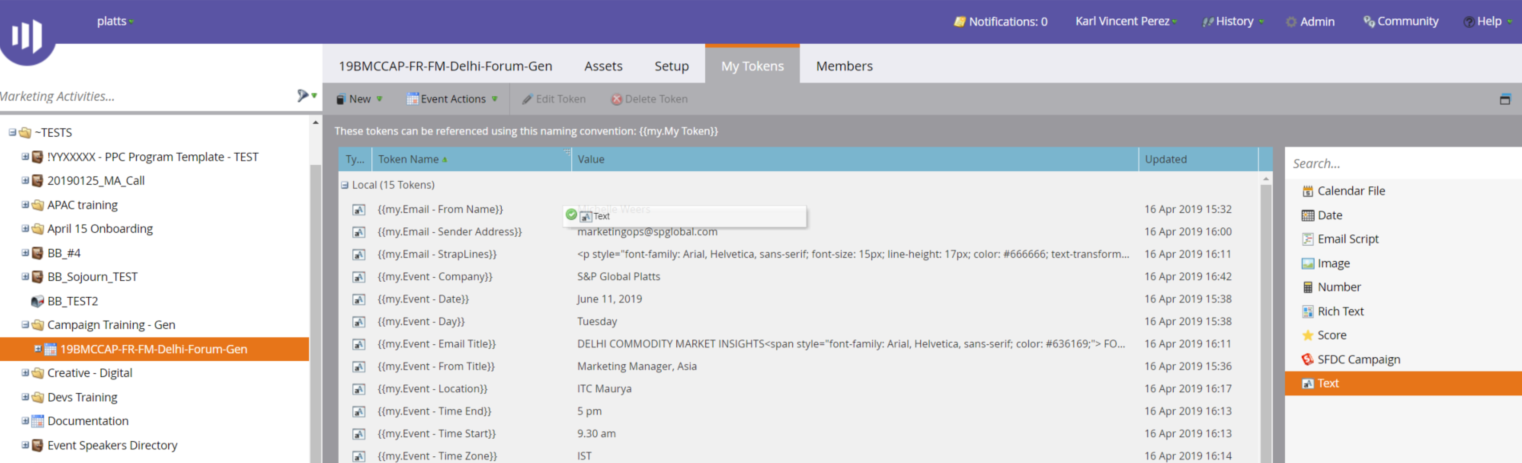 platts
Notifications: 0
Karl Vincent Perez
History
Admin
Community
Help
Marketing Activities...
19BMCCAP-FR-FM-Delhi-Forum-Gen
Assets
Setup
My Tokens
Members
New
Event Actions
Edit Token
Delete Token
~TESTS
!YYXXXXX - PPC Program Template - TEST
20190125_MA_Call
APAC training
April 15 Onboarding
BB_#4
BB_Sojourn_TEST
BB_TEST2
Campaign Training - Gen
19BMCCAP-FR-FM-Delhi-Forum-Gen
Creative - Digital
Devs Training
Documentation
Event Speakers Directory
These tokens can be referenced using this naming convention: {{my.My Token}}
Ty... Token Name Value Updated
Local (15 Tokens)
{{my.Email - From Name}} Text 16 Apr 2019 15:32
{{my.Email - Sender Address}} marketingops@spglobal.com 16 Apr 2019 16:00
{{my.Email - StrapLines}} <p style="font-family: Arial, Helvetica, sans-serif; font-size: 15px; line-height: 17px; color: #666666; text-transform... 16 Apr 2019 16:11
{{my.Event - Company}} S&P Global Platts 16 Apr 2019 16:42
{{my.Event - Date}} June 11, 2019 16 Apr 2019 15:38
{{my.Event - Day}} Tuesday 16 Apr 2019 15:38
{{my.Event - Email Title}} DELHI COMMODITY MARKET INSIGHTS<span style="font-family: Arial, Helvetica, sans-serif; color: #636169;"> FO... 16 Apr 2019 16:11
{{my.Event - From Title}} Marketing Manager, Asia 16 Apr 2019 15:36
{{my.Event - Location}} ITC Maurya 16 Apr 2019 16:17
{{my.Event - Time End}} 5 pm 16 Apr 2019 16:13
{{my.Event - Time Start}} 9.30 am 16 Apr 2019 16:13
{{my.Event - Time Zone}} IST 16 Apr 2019 16:14
Search...
Calendar File
Date
Email Script
Image
Number
Rich Text
Score
SFDC Campaign
Text